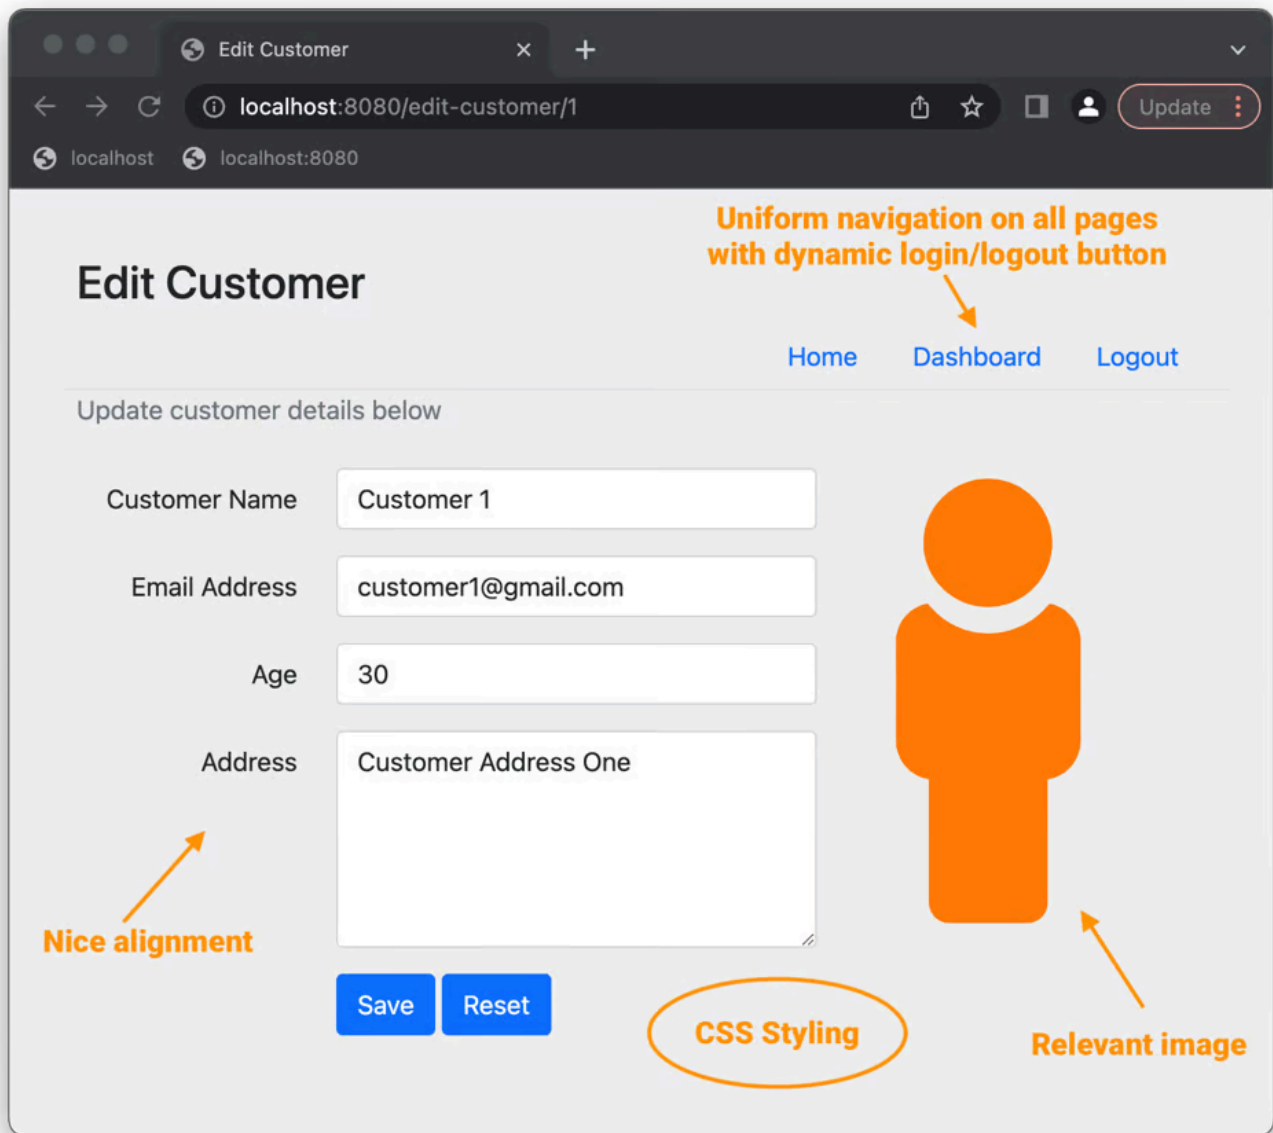 Edit Customer
localhost:8080/edit-customer/1
Update
localhost
localhost:8080
Uniform navigation on all pages
with dynamic login/logout button
Edit Customer
Home
Dashboard
Logout
Update customer details below
Customer Name
Customer 1
Email Address
customer1@gmail.com
Age
30
Address
Customer Address One
Nice alignment
Save
Reset
CSS Styling
Relevant image